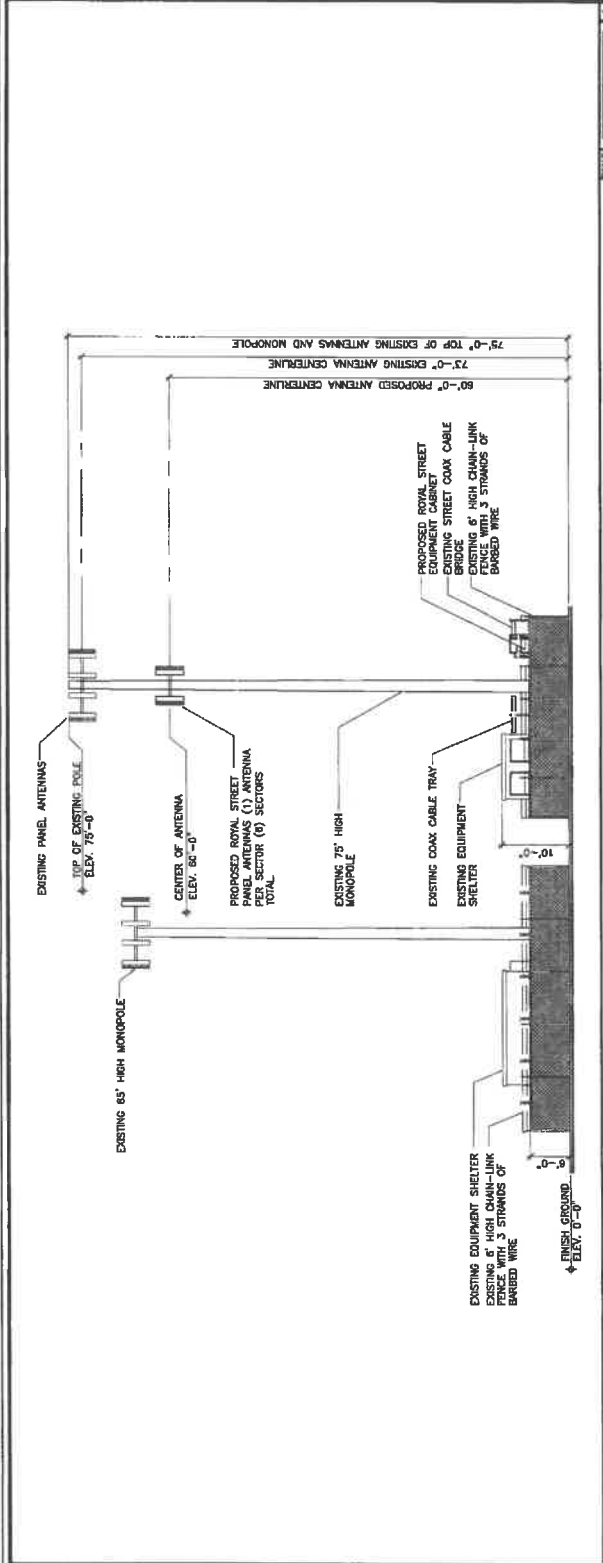 EXISTING PANEL ANTENNAS
TOP OF EXISTING POLE
ELEV. 75'-0"
EXISTING 65' HIGH MONOPOLE
CENTER OF ANTENNA
ELEV. 60'-0"
PROPOSED ROYAL STREET
PANEL ANTENNAS (1) ANTENNA
PER SECTOR (6) SECTORS
TOTAL
EXISTING 75' HIGH
MONOPOLE
EXISTING COAX CABLE TRAY
EXISTING EQUIPMENT
SHELTER
10'-0"
EXISTING EQUIPMENT SHELTER
EXISTING 6' HIGH CHAIN-LINK
FENCE WITH 3 STRANDS OF
BARBED WIRE
6'-0"
FINISH GROUND
ELEV. 0'-0"
PROPOSED ROYAL STREET
EQUIPMENT CABINET
EXISTING STREET COAX CABLE
BRIDGE
EXISTING 6' HIGH CHAIN-LINK
FENCE WITH 3 STRANDS OF
BARBED WIRE
60'-0" PROPOSED ANTENNA CENTERLINE
73'-0" EXISTING ANTENNA CENTERLINE
75'-0" TOP OF EXISTING ANTENNAS AND MONOPOLE